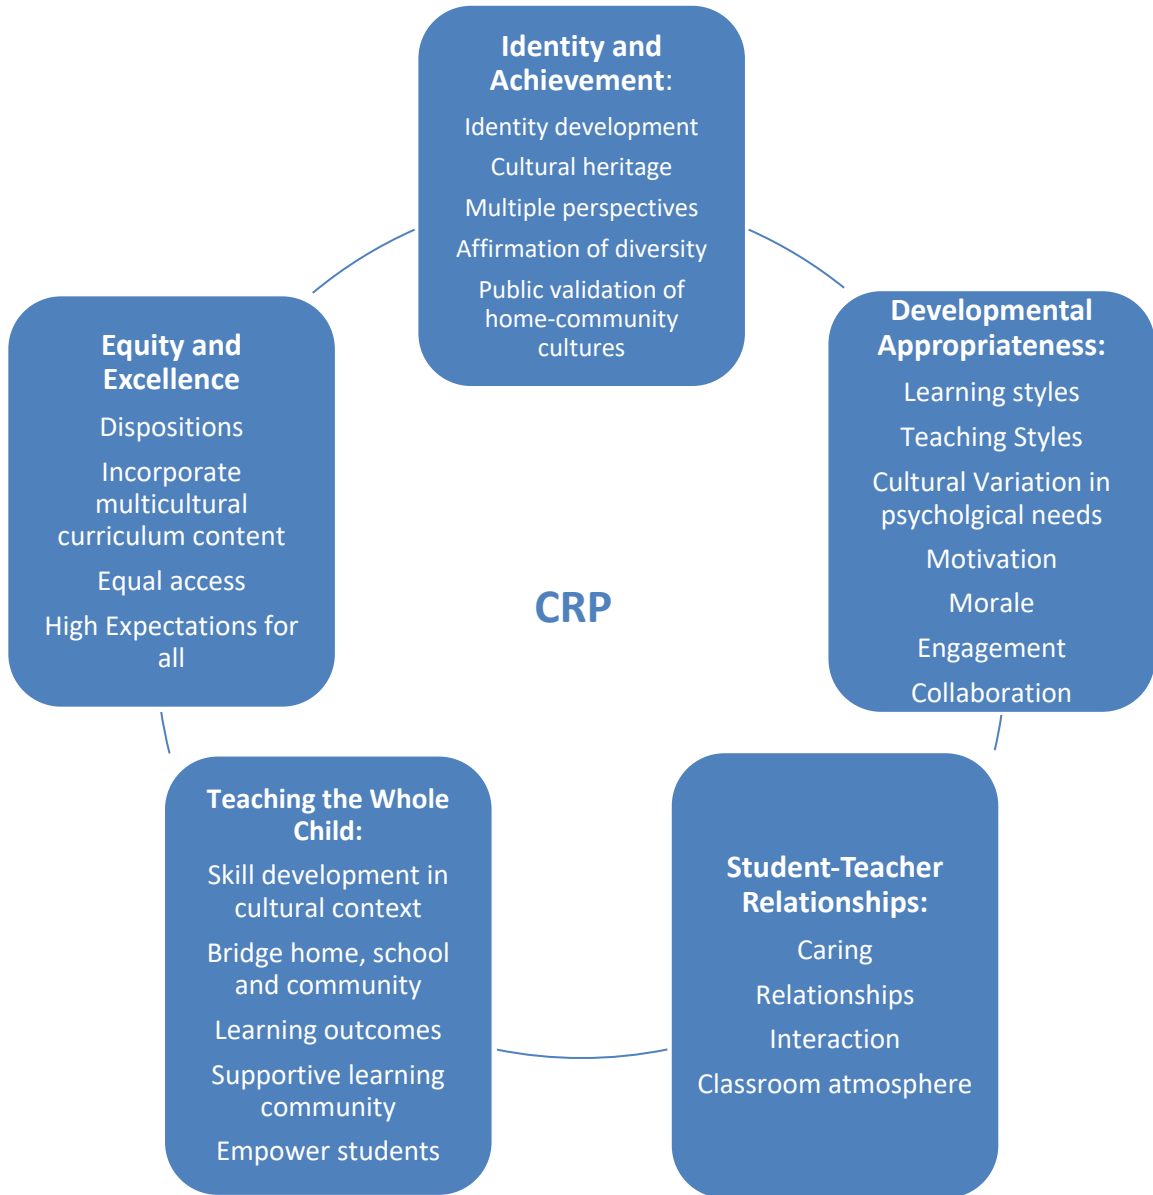 Identity and
Achievement:
Identity development
Cultural heritage
Multiple perspectives
Affirmation of diversity
Public validation of
home-community
cultures
Developmental
Appropriateness:
Learning styles
Teaching Styles
Cultural Variation in
psycholgical needs
Motivation
Morale
Engagement
Collaboration
Student-Teacher
Relationships:
Caring
Relationships
Interaction
Classroom atmosphere
Teaching the Whole
Child:
Skill development in
cultural context
Bridge home, school
and community
Learning outcomes
Supportive learning
community
Empower students
Equity and
Excellence
Dispositions
Incorporate
multicultural
curriculum content
Equal access
High Expectations for
all
CRP